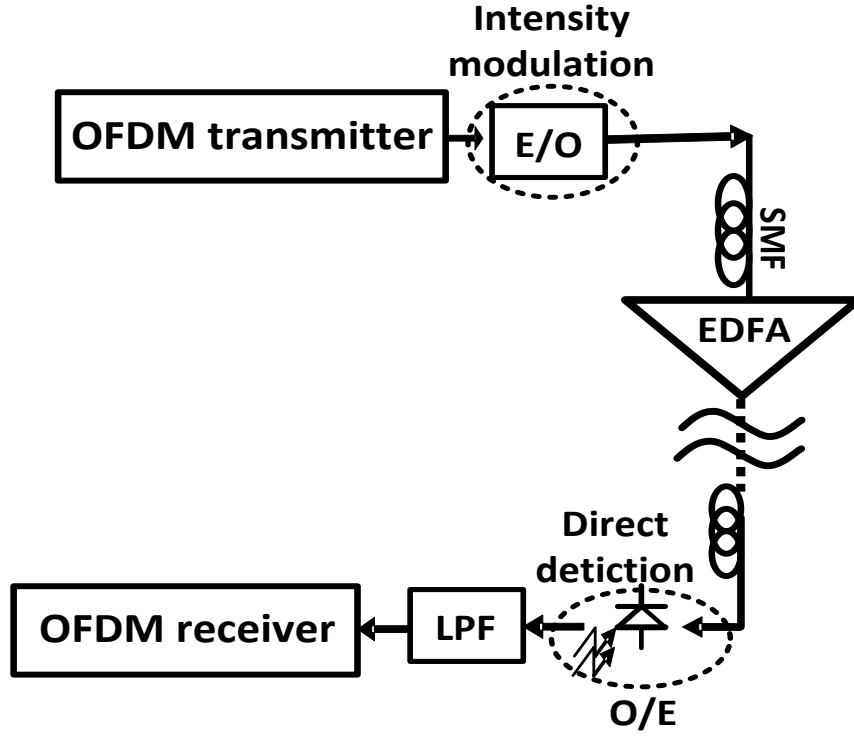 Intensity
modulation
OFDM transmitter
E/O
SMF
EDFA
Direct
detiction
OFDM receiver
LPF
O/E